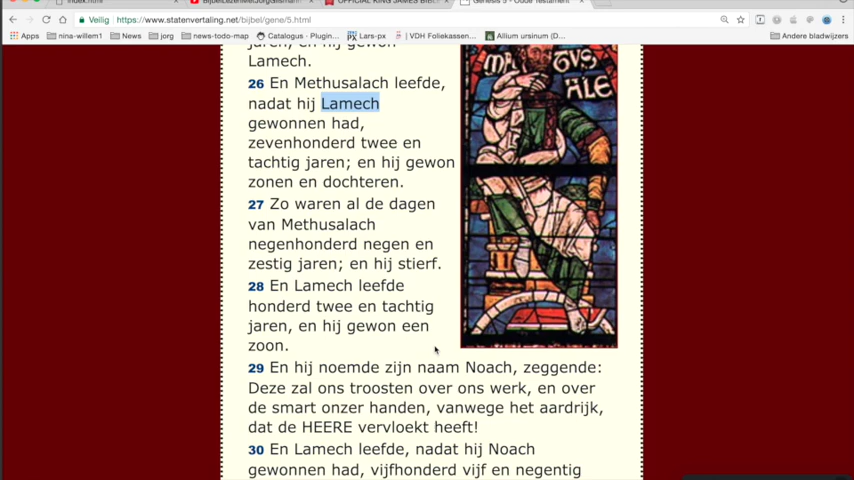 index.html
OFFICIAL KING JAMES BIBL
Genesis 5 - Oude Testament
Veilig https://www.statenvertaling.net/bijbel/gene/5.html
Apps nina-willem1 News jorg news-todo-map Catalogus - Plugin... Lars-px VDH Foliekassen... Allium ursinum (D... Andere bladwijzers
jaren, en hij gewon
Lamech.
26 En Methusalach leefde,
nadat hij Lamech
gewonnen had,
zevenhonderd twee en
tachtig jaren; en hij gewon
zonen en dochteren.
27 Zo waren al de dagen
van Methusalach
negenhonderd negen en
zestig jaren; en hij stierf.
28 En Lamech leefde
honderd twee en tachtig
jaren, en hij gewon een
zoon.
29 En hij noemde zijn naam Noach, zeggende:
Deze zal ons troosten over ons werk, en over
de smart onzer handen, vanwege het aardrijk,
dat de HEERE vervloekt heeft!
30 En Lamech leefde, nadat hij Noach
gewonnen had, vijfhonderd vijf en negentig